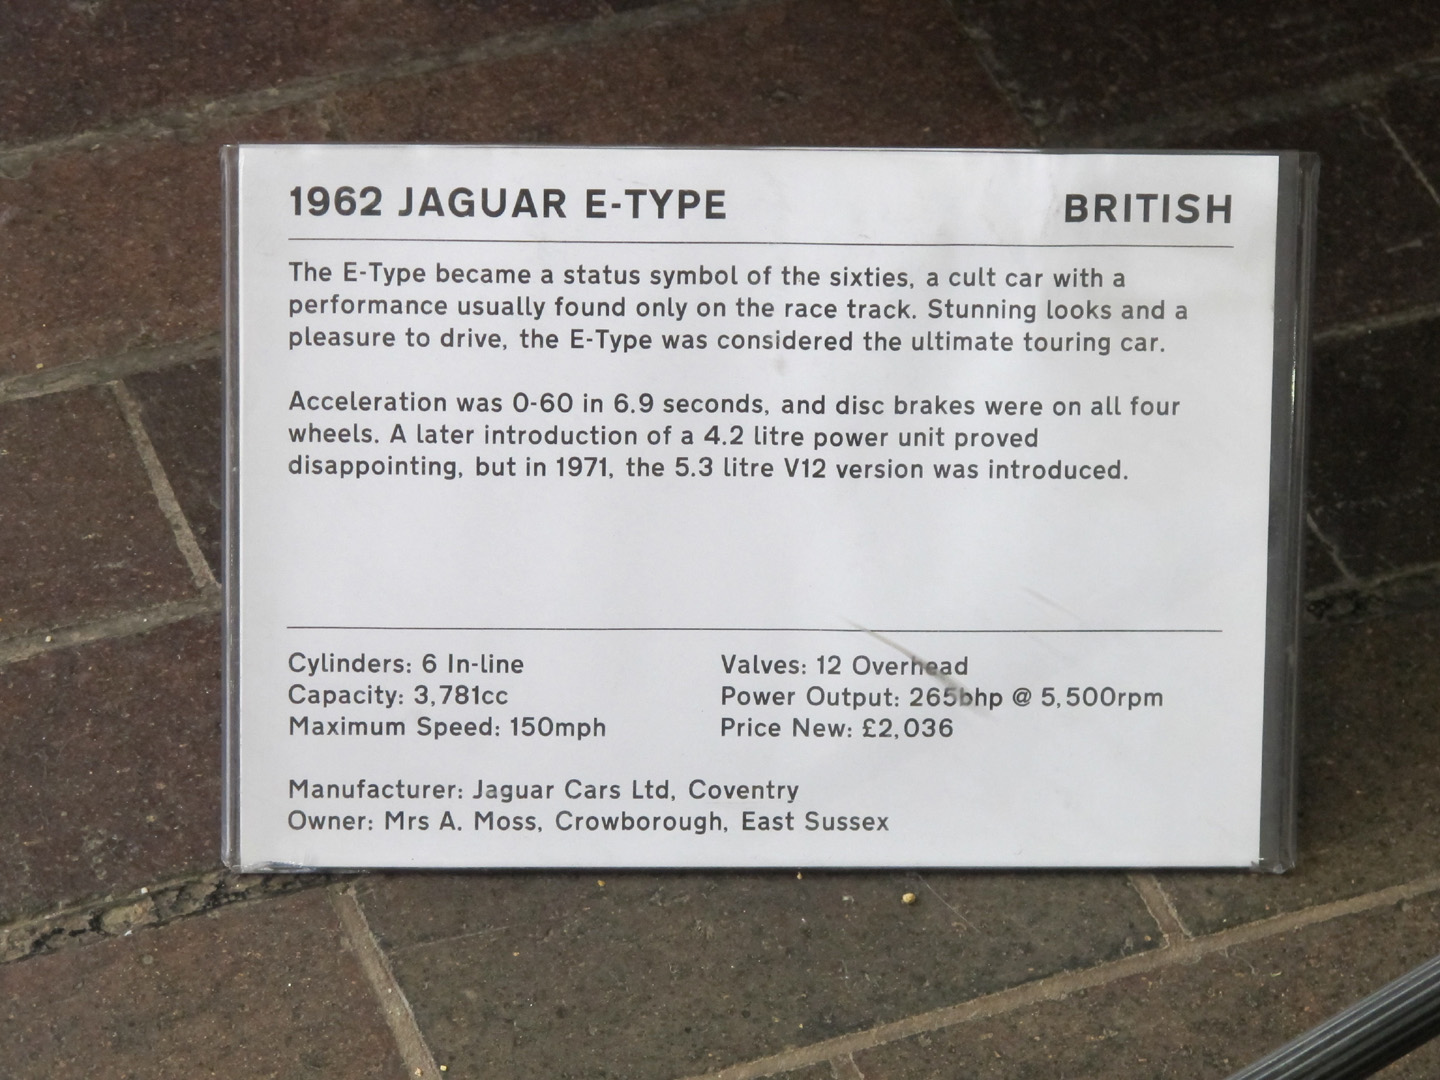 1962 JAGUAR E-TYPE BRITISH
The E-Type became a status symbol of the sixties, a cult car with a
performance usually found only on the race track. Stunning looks and a
pleasure to drive, the E-Type was considered the ultimate touring car.
Acceleration was 0-60 in 6.9 seconds, and disc brakes were on all four
wheels. A later introduction of a 4.2 litre power unit proved
disappointing, but in 1971, the 5.3 litre V12 version was introduced.
Cylinders: 6 In-line Valves: 12 Overhead
Capacity: 3,781cc Power Output: 265bhp @ 5,500rpm
Maximum Speed: 150mph Price New: £2,036
Manufacturer: Jaguar Cars Ltd, Coventry
Owner: Mrs A. Moss, Crowborough, East Sussex